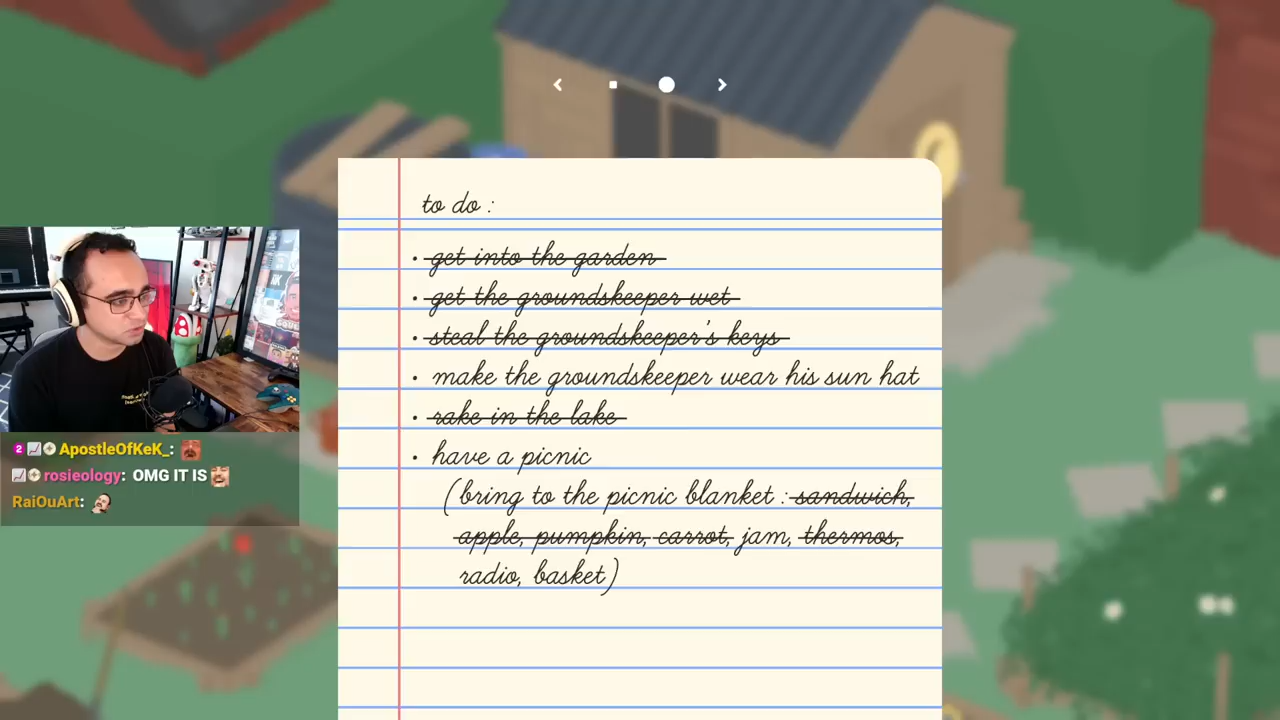 to do :
• get into the garden
• get the groundskeeper wet
• steal the groundskeeper's keys
• make the groundskeeper wear his sun hat
• rake in the lake
• have a picnic
(bring to the picnic blanket : sandwich,
apple, pumpkin, carrot, jam, thermos,
radio, basket)
2 ApostleOfKeK_:
rosieology: OMG IT IS
RaiOuArt: